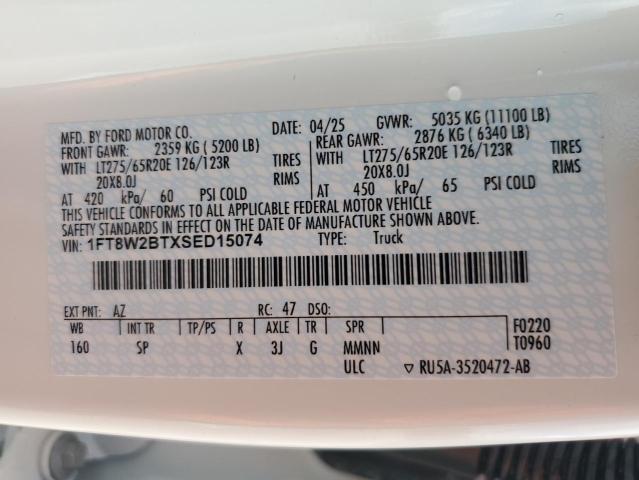 MFD. BY FORD MOTOR CO. DATE: 04/25 GVWR: 5035 KG (11100 LB)
FRONT GAWR: 2359 KG ( 5200 LB) REAR GAWR: 2876 KG ( 6340 LB)
WITH LT275/65R20E 126/123R TIRES WITH LT275/65R20E 126/123R TIRES
20X8.0J RIMS 20X8.0J RIMS
AT 420 kPa/ 60 PSI COLD AT 450 kPa/ 65 PSI COLD
THIS VEHICLE CONFORMS TO ALL APPLICABLE FEDERAL MOTOR VEHICLE
SAFETY STANDARDS IN EFFECT ON THE DATE OF MANUFACTURE SHOWN ABOVE.
VIN: 1FT8W2BTXSED15074 TYPE: Truck
EXT PNT: AZ RC: 47 DSO:
WB INT TR TP/PS R AXLE TR SPR F0220
160 SP X 3J G MMNN T0960
ULC ▽ RU5A-3520472-AB